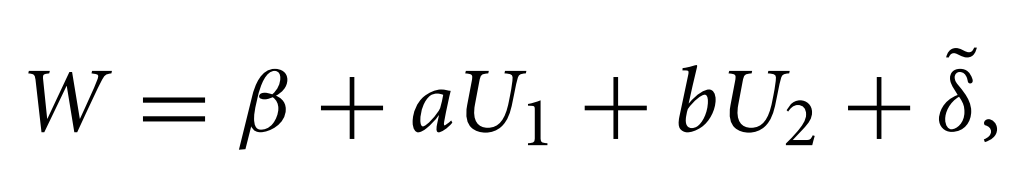 W = β + aU₁ + bU₂ + δ̃,